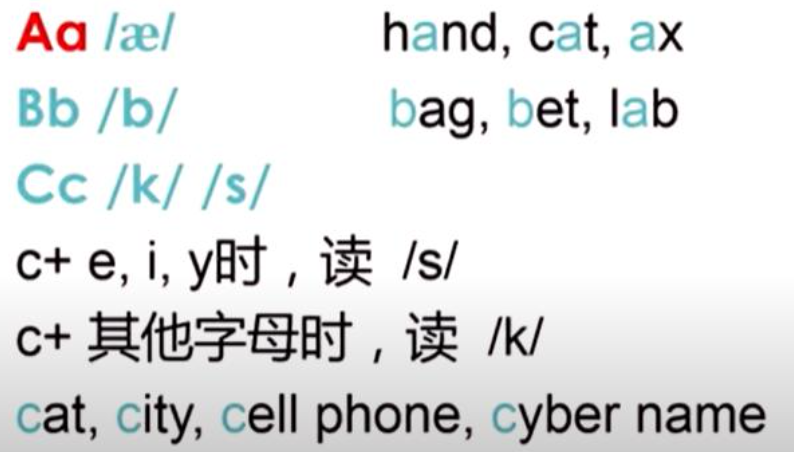 Aa /æ/ hand, cat, ax
Bb /b/ bag, bet, lab
Cc /k/ /s/
c+ e, i, y时，读 /s/
c+ 其他字母时，读 /k/
cat, city, cell phone, cyber name